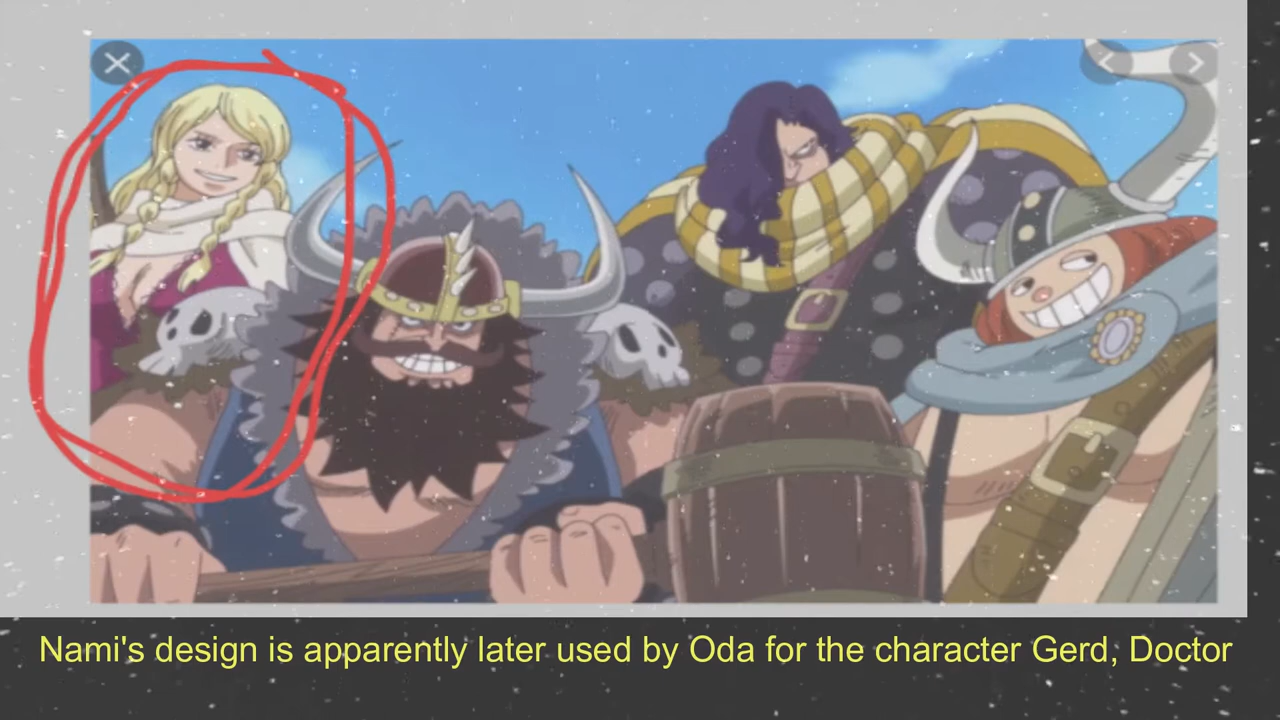 Nami's design is apparently later used by Oda for the character Gerd, Doctor